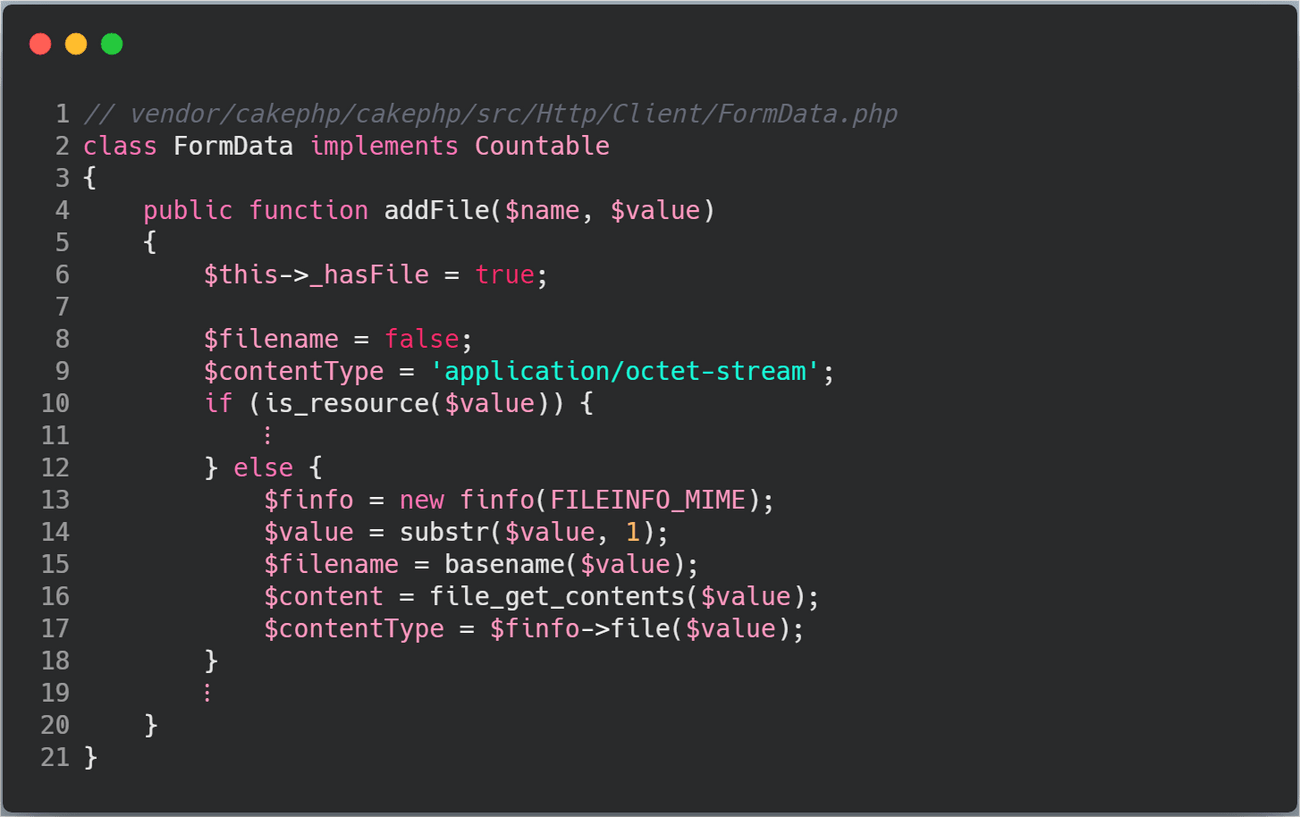 1 // vendor/cakephp/cakephp/src/Http/Client/FormData.php
2 class FormData implements Countable
3 {
4     public function addFile($name, $value)
5     {
6         $this->_hasFile = true;
7
8         $filename = false;
9         $contentType = 'application/octet-stream';
10         if (is_resource($value)) {
11             ⋮
12         } else {
13             $finfo = new finfo(FILEINFO_MIME);
14             $value = substr($value, 1);
15             $filename = basename($value);
16             $content = file_get_contents($value);
17             $contentType = $finfo->file($value);
18         }
19         ⋮
20     }
21 }